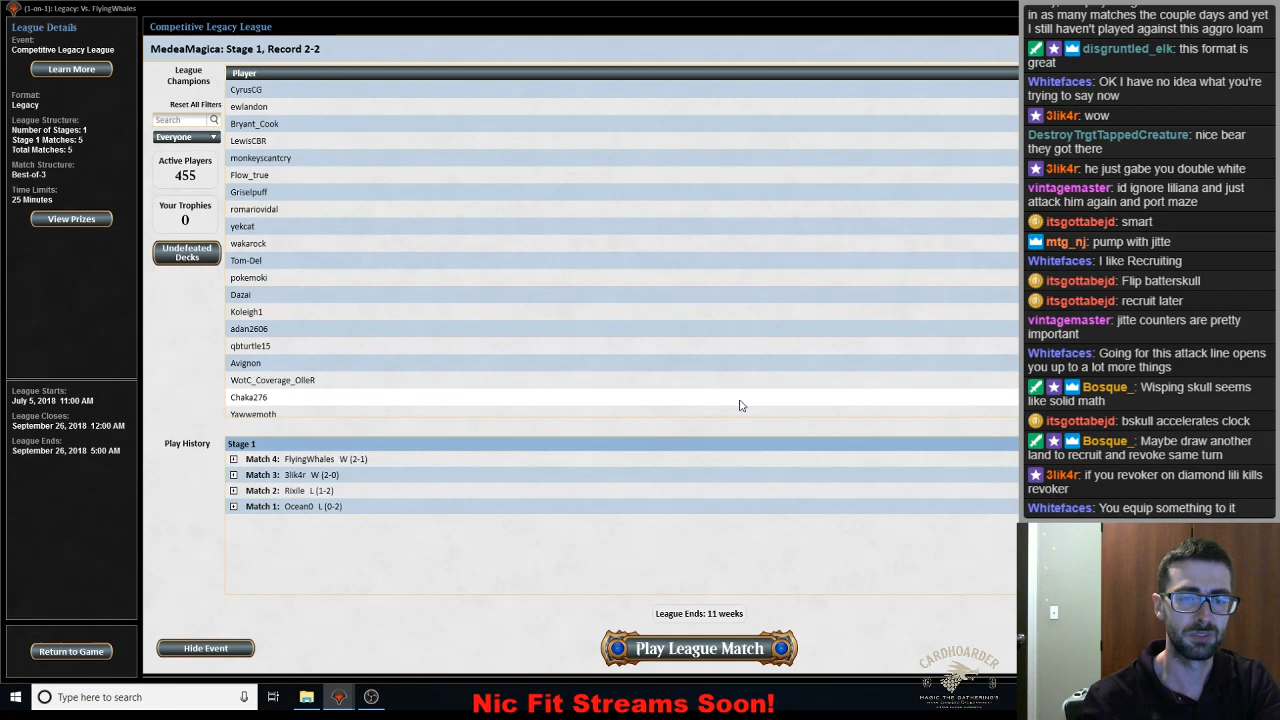 (1-on-1): Legacy: Vs. FlyingWhales
League Details
Event:
Competitive Legacy League
Learn More
Format:
Legacy
League Structure:
Number of Stages: 1
Stage 1 Matches: 5
Total Matches: 5
Match Structure:
Best-of-3
Time Limits:
25 Minutes
View Prizes
League Starts:
July 5, 2018 11:00 AM
League Closes:
September 26, 2018 12:00 AM
League Ends:
September 26, 2018 5:00 AM
Return to Game
Competitive Legacy League
MedeaMagica: Stage 1, Record 2-2
League
Champions
Reset All Filters
Search
Everyone
Active Players
455
Your Trophies
0
Undefeated
Decks
Player
CyrusCG
ewlandon
Bryant_Cook
LewisCBR
monkeyscantcry
Flow_true
Griselpuff
romariovidal
yekcat
wakarock
Tom-Del
pokemoki
Dazai
Koleigh1
adan2606
qbturtle15
Avignon
WotC_Coverage_OlleR
Chaka276
Yawwgmoth
Play History
Stage 1
Match 4: FlyingWhales W (2-1)
Match 3: 3lik4r W (2-0)
Match 2: Rixile L (1-2)
Match 1: Ocean0 L (0-2)
League Ends: 11 weeks
Hide Event
Play League Match
CARDHOARDER
Type here to search
Nic Fit Streams Soon!
in as many matches the couple days and yet
I still haven't played against this aggro loam
disgruntled_elk: this format is
great
Whitefaces: OK I have no idea what you're
trying to say now
3lik4r: wow
DestroyTrgtTappedCreature: nice bear
they got there
3lik4r: he just gabe you double white
vintagemaster: id ignore liliana and just
attack him again and port maze
itsgottabejd: smart
mtg_nj: pump with jitte
Whitefaces: I like Recruiting
itsgottabejd: Flip batterskull
itsgottabejd: recruit later
vintagemaster: jitte counters are pretty
important
Whitefaces: Going for this attack line opens
you up to a lot more things
Bosque_: Wisping skull seems
like solid math
itsgottabejd: bskull accelerates clock
Bosque_: Maybe draw another
land to recruit and revoke same turn
3lik4r: if you revoker on diamond lili kills
revoker
Whitefaces: You equip something to it